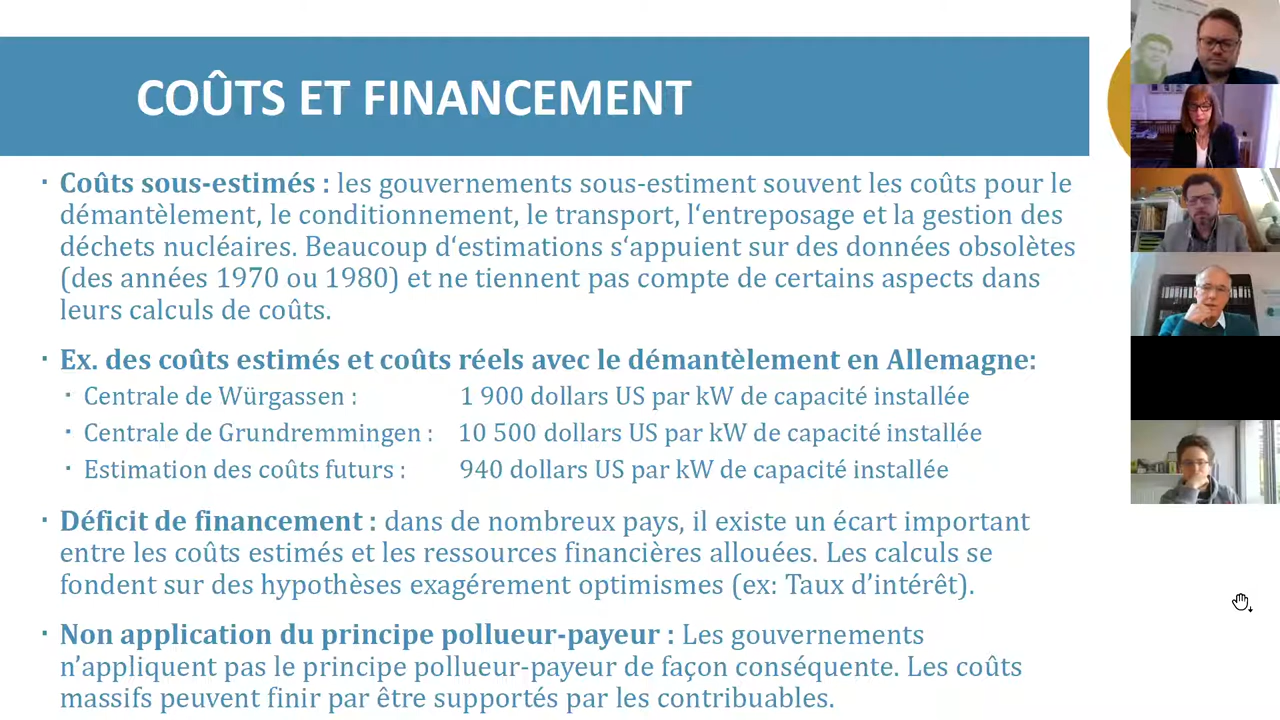 COÛTS ET FINANCEMENT
· Coûts sous-estimés : les gouvernements sous-estiment souvent les coûts pour le
démantèlement, le conditionnement, le transport, l‘entreposage et la gestion des
déchets nucléaires. Beaucoup d‘estimations s‘appuient sur des données obsolètes
(des années 1970 ou 1980) et ne tiennent pas compte de certains aspects dans
leurs calculs de coûts.
· Ex. des coûts estimés et coûts réels avec le démantèlement en Allemagne:
· Centrale de Würgassen : 1 900 dollars US par kW de capacité installée
· Centrale de Grundremmingen : 10 500 dollars US par kW de capacité installée
· Estimation des coûts futurs : 940 dollars US par kW de capacité installée
· Déficit de financement : dans de nombreux pays, il existe un écart important
entre les coûts estimés et les ressources financières allouées. Les calculs se
fondent sur des hypothèses exagérement optimismes (ex: Taux d’intérêt).
· Non application du principe pollueur-payeur : Les gouvernements
n’appliquent pas le principe pollueur-payeur de façon conséquente. Les coûts
massifs peuvent finir par être supportés par les contribuables.